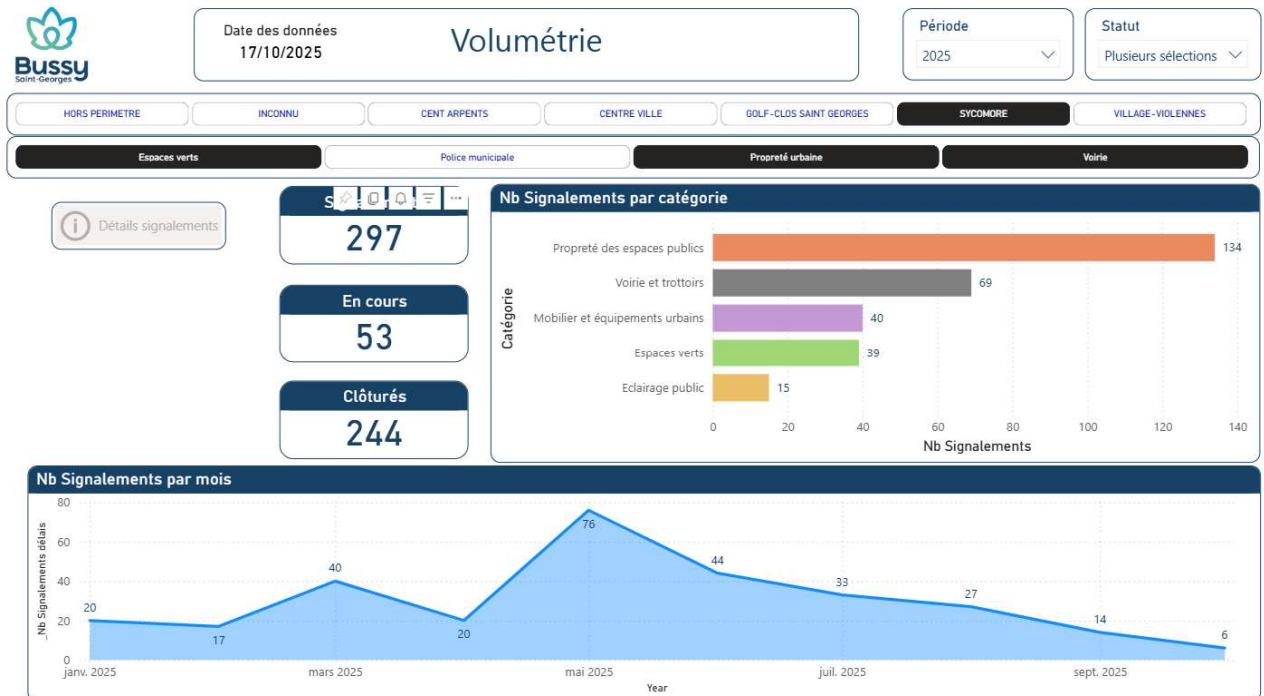 Bussy
Saint-Georges
Date des données
17/10/2025
Volumétrie
Période
2025
Statut
Plusieurs sélections
HORS PERIMETRE
INCONNU
CENT ARPENTS
CENTRE VILLE
GOLF-CLOS SAINT GEORGES
SYCOMORE
VILLAGE-VIOLENNES
Espaces verts
Police municipale
Propreté urbaine
Voirie
Détails signalements
297
En cours
53
Clôturés
244
Nb Signalements par catégorie
Catégorie
Propreté des espaces publics
134
Voirie et trottoirs
69
Mobilier et équipements urbains
40
Espaces verts
39
Eclairage public
15
0 20 40 60 80 100 120 140
Nb Signalements
Nb Signalements par mois
_Nb Signalements délais
80
60
40
20
0
20
17
40
20
76
44
33
27
14
6
janv. 2025
mars 2025
mai 2025
juil. 2025
sept. 2025
Year